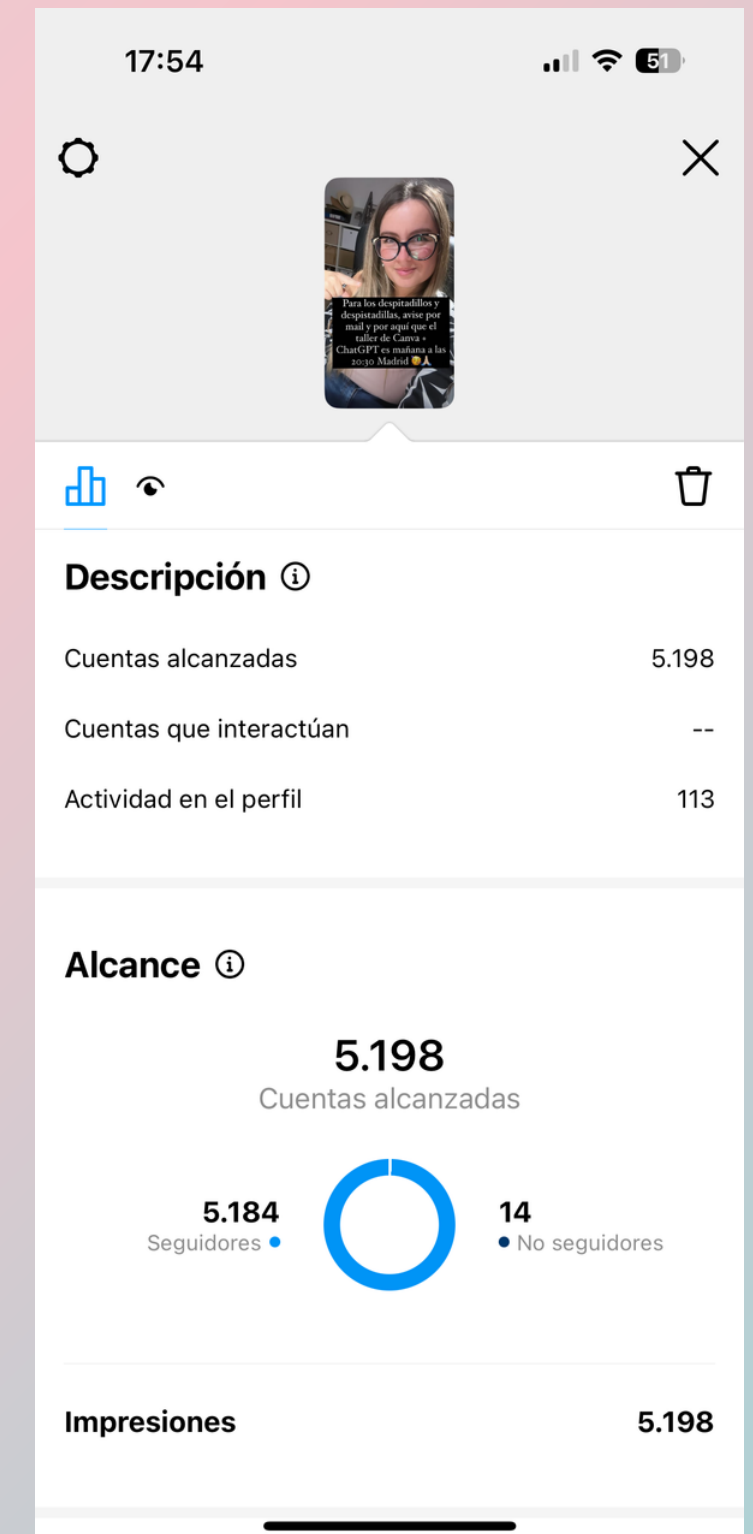 17:54
51
Para los despitadillos y
despistadillas, avise por
mail y por aquí que el
taller de Canva +
ChatGPT es mañana a las
20:30 Madrid 🥳🙏🏻
Descripción
Cuentas alcanzadas 5.198
Cuentas que interactúan --
Actividad en el perfil 113
Alcance
5.198
Cuentas alcanzadas
5.184 14
Seguidores No seguidores
Impresiones 5.198